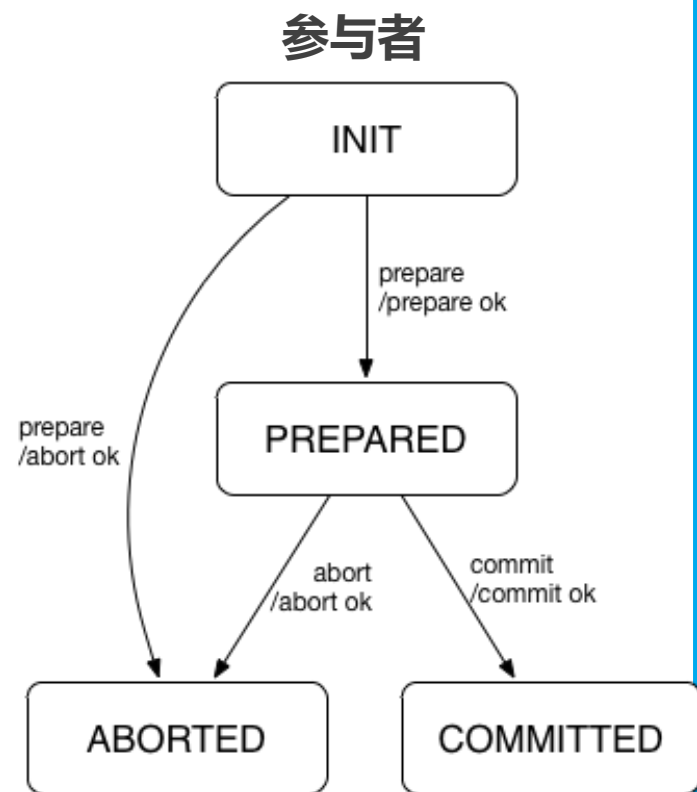 参与者
INIT
prepare
/prepare ok
prepare
/abort ok
PREPARED
abort
/abort ok
commit
/commit ok
ABORTED
COMMITTED